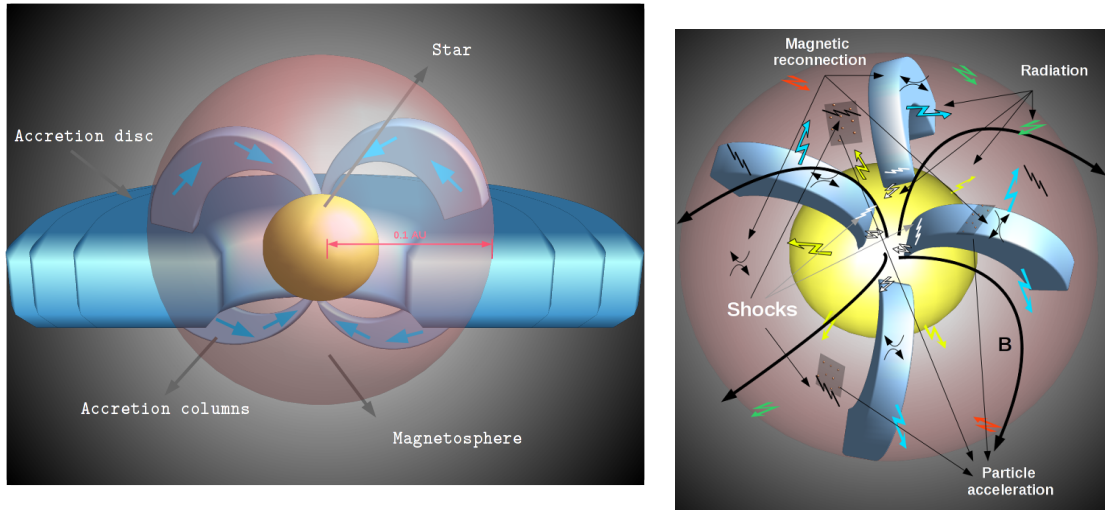 Star
Accretion disc
Accretion columns
Magnetosphere
Magnetic
reconnection
Radiation
Shocks
B
Particle
acceleration